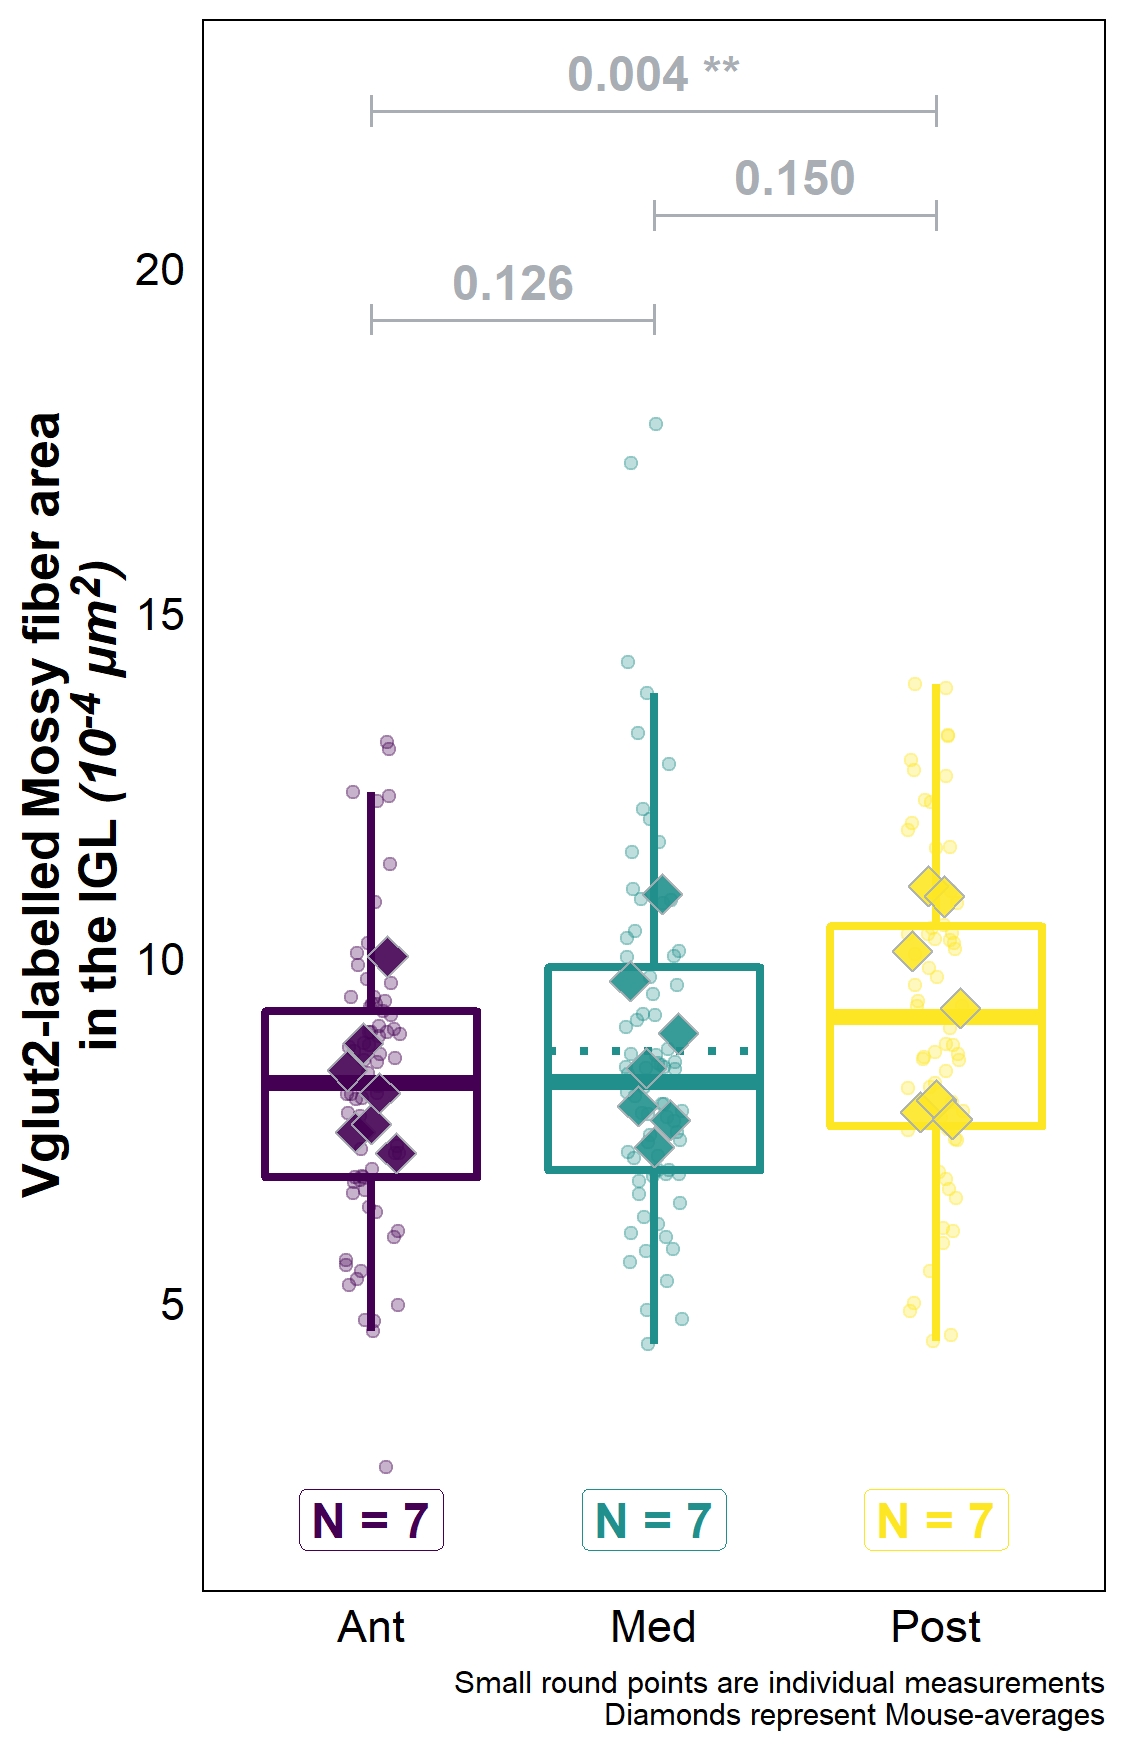 0.004 **
0.150
0.126
20
15
10
5
Vglut2-labelled Mossy fiber area
in the IGL (10⁻⁴ µm²)
N = 7
N = 7
N = 7
Ant
Med
Post
Small round points are individual measurements
Diamonds represent Mouse-averages